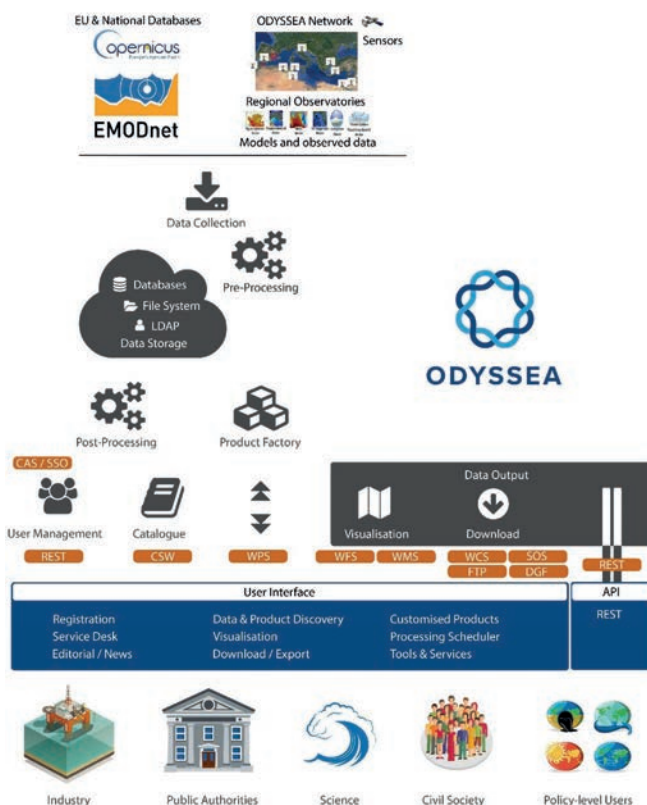 EU & National Databases
ODYSSEA Network
Sensors
Copernicus
EMODnet
Regional Observatories
Models and observed data
Data Collection
Pre-Processing
Databases
File System
LDAP
Data Storage
ODYSSEA
Post-Processing
Product Factory
CAS / SSO
Data Output
User Management
Catalogue
Visualisation
Download
REST
CSW
WPS
WFS
WMS
WCS
SOS
REST
FTP
DGF
User Interface
API
Registration
Data & Product Discovery
Customised Products
REST
Service Desk
Visualisation
Processing Scheduler
Editorial / News
Download / Export
Tools & Services
Industry
Public Authorities
Science
Civil Society
Policy-level Users